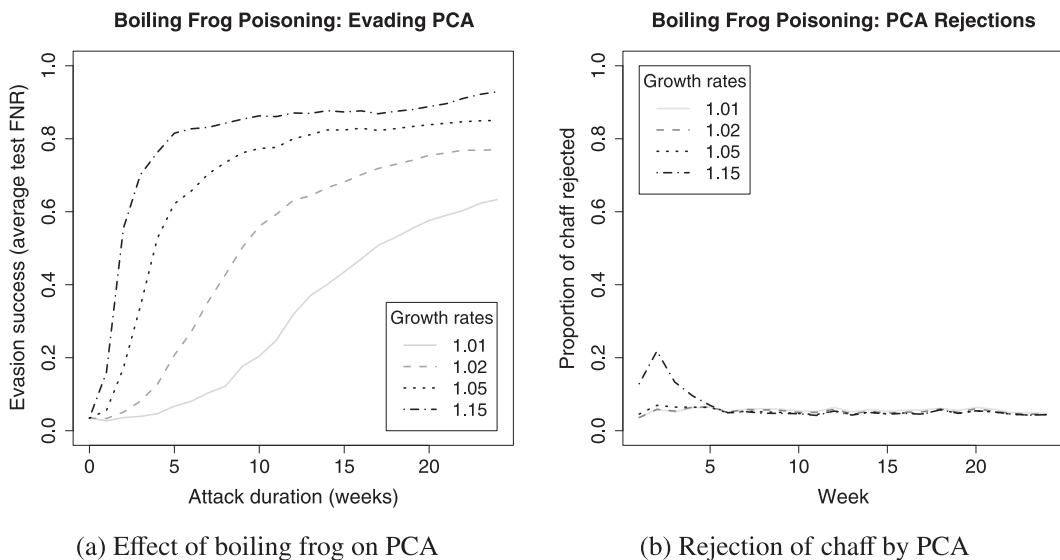 Boiling Frog Poisoning: Evading PCA
Evasion success (average test FNR)
1.0
0.8
0.6
0.4
0.2
0.0
Growth rates
1.01
1.02
1.05
1.15
0 5 10 15 20
Attack duration (weeks)
(a) Effect of boiling frog on PCA
Boiling Frog Poisoning: PCA Rejections
Proportion of chaff rejected
1.0
0.8
0.6
0.4
0.2
0.0
Growth rates
1.01
1.02
1.05
1.15
5 10 15 20
Week
(b) Rejection of chaff by PCA